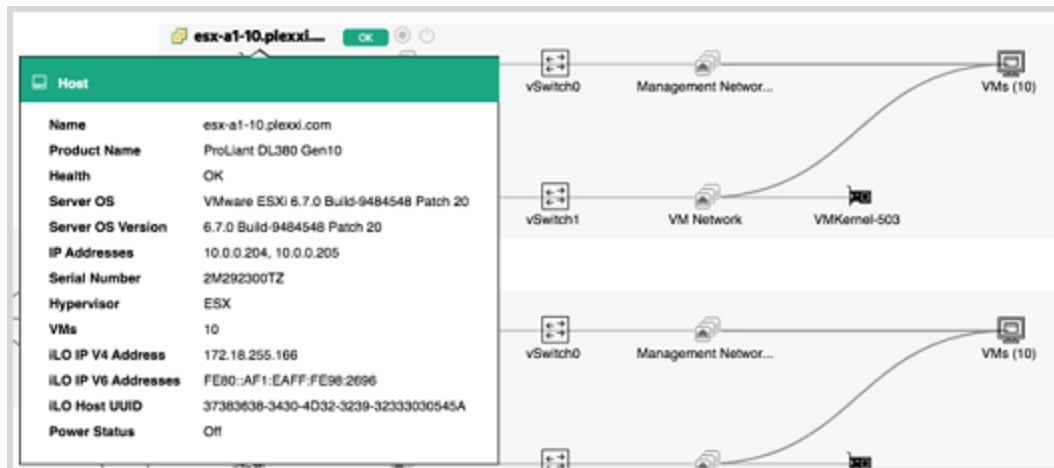 esx-a1-10.plexxi.... OK
Host
Name esx-a1-10.plexxi.com
Product Name ProLiant DL380 Gen10
Health OK
Server OS VMware ESXi 6.7.0 Build-9484548 Patch 20
Server OS Version 6.7.0 Build-9484548 Patch 20
IP Addresses 10.0.0.204, 10.0.0.205
Serial Number 2M292300TZ
Hypervisor ESX
VMs 10
iLO IP V4 Address 172.18.255.166
iLO IP V6 Addresses FE80::AF1:EAFF:FE98:2696
iLO Host UUID 37383638-3430-4D32-3239-32333030545A
Power Status Off
vSwitch0 Management Networ... VMs (10)
vSwitch1 VM Network VMKernel-503
vSwitch0 Management Networ... VMs (10)